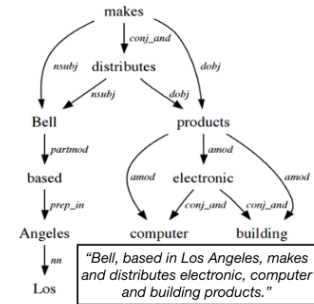 makes
conj_and
distributes
nsubj
dobj
nsubj
dobj
Bell
products
partmod
amod
based
amod
electronic
amod
prep_in
conj_and
conj_and
Angeles
computer
building
nn
Los
"Bell, based in Los Angeles, makes
and distributes electronic, computer
and building products."